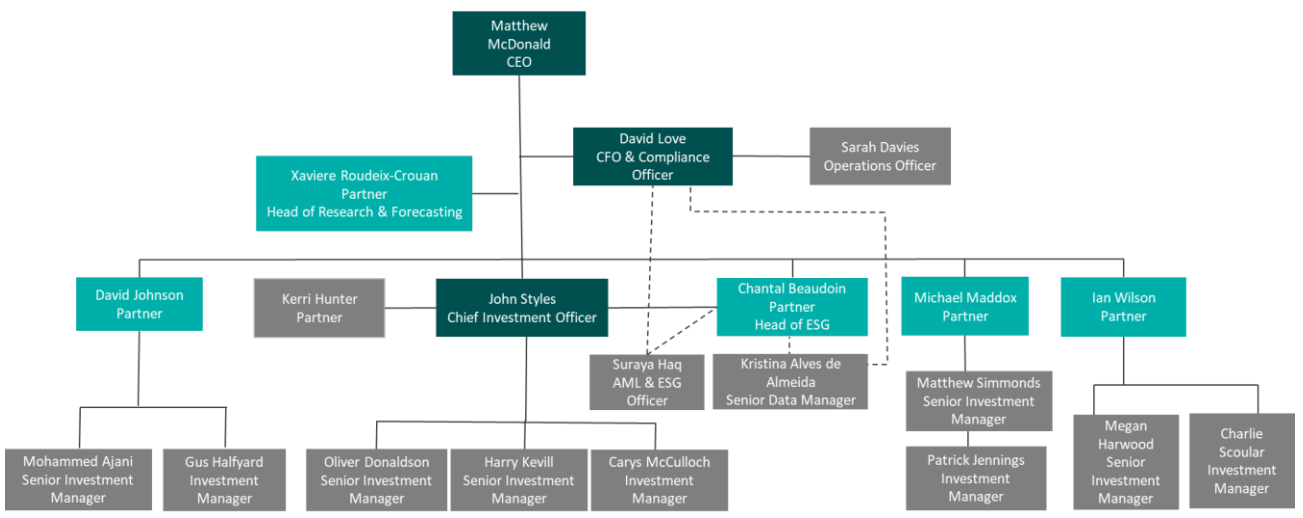 Matthew
McDonald
CEO
David Love
CFO & Compliance
Officer
Sarah Davies
Operations Officer
Xaviere Roudeix-Crouan
Partner
Head of Research & Forecasting
David Johnson
Partner
Kerri Hunter
Partner
John Styles
Chief Investment Officer
Chantal Beaudoin
Partner
Head of ESG
Michael Maddox
Partner
Ian Wilson
Partner
Suraya Haq
AML & ESG
Officer
Kristina Alves de
Almeida
Senior Data Manager
Matthew Simmonds
Senior Investment
Manager
Mohammed Ajani
Senior Investment
Manager
Gus Halfyard
Investment
Manager
Oliver Donaldson
Senior Investment
Manager
Harry Kevill
Senior Investment
Manager
Carys McCulloch
Investment
Manager
Patrick Jennings
Investment
Manager
Megan
Harwood
Senior
Investment
Manager
Charlie
Scoular
Investment
Manager